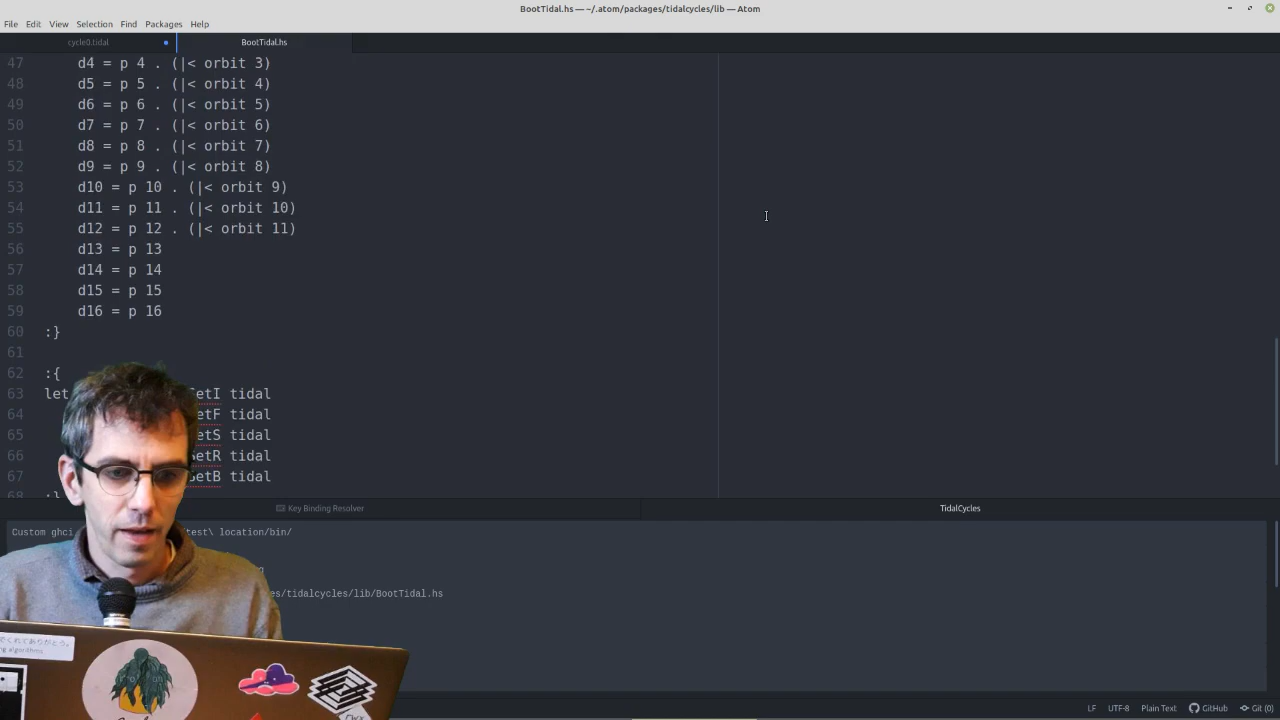 BootTidal.hs — ~/.atom/packages/tidalcycles/lib — Atom
File Edit View Selection Find Packages Help
cycle0.tidal BootTidal.hs
47 d4 = p 4 . (|< orbit 3)
48 d5 = p 5 . (|< orbit 4)
49 d6 = p 6 . (|< orbit 5)
50 d7 = p 7 . (|< orbit 6)
51 d8 = p 8 . (|< orbit 7)
52 d9 = p 9 . (|< orbit 8)
53 d10 = p 10 . (|< orbit 9)
54 d11 = p 11 . (|< orbit 10)
55 d12 = p 12 . (|< orbit 11)
56 d13 = p 13
57 d14 = p 14
58 d15 = p 15
59 d16 = p 16
60 :}
61
62 :{
63 let etI tidal
64 etF tidal
65 etS tidal
66 etR tidal
67 etB tidal
68 :}
Key Binding Resolver TidalCycles
Custom ghci test\ location/bin/
es/tidalcycles/lib/BootTidal.hs
LF UTF-8 Plain Text GitHub Git (0)